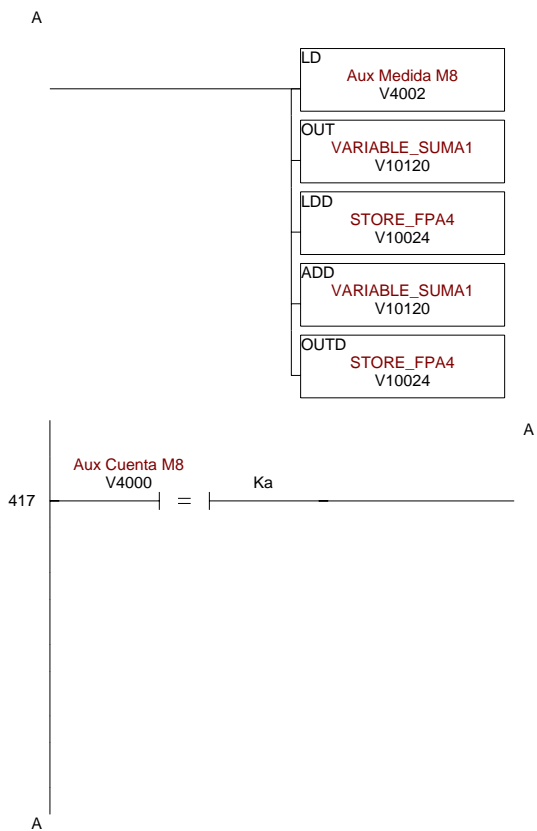 A
LD
Aux Medida M8
V4002
OUT
VARIABLE_SUMA1
V10120
LDD
STORE_FPA4
V10024
ADD
VARIABLE_SUMA1
V10120
OUTD
STORE_FPA4
V10024
A
Aux Cuenta M8
V4000 = Ka
417
A